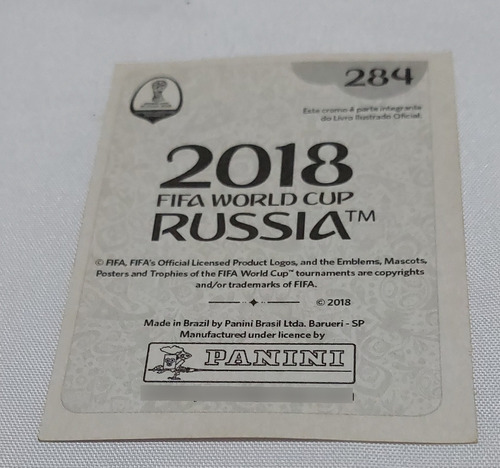 284
Este cromo é parte integrante
do Livro Ilustrado Oficial.
2018
FIFA WORLD CUP
RUSSIA™
© FIFA, FIFA's Official Licensed Product Logos, and the Emblems, Mascots,
Posters and Trophies of the FIFA World Cup™ tournaments are copyrights
and/or trademarks of FIFA.
© 2018
Made in Brazil by Panini Brasil Ltda. Barueri - SP
Manufactured under licence by
PANINI